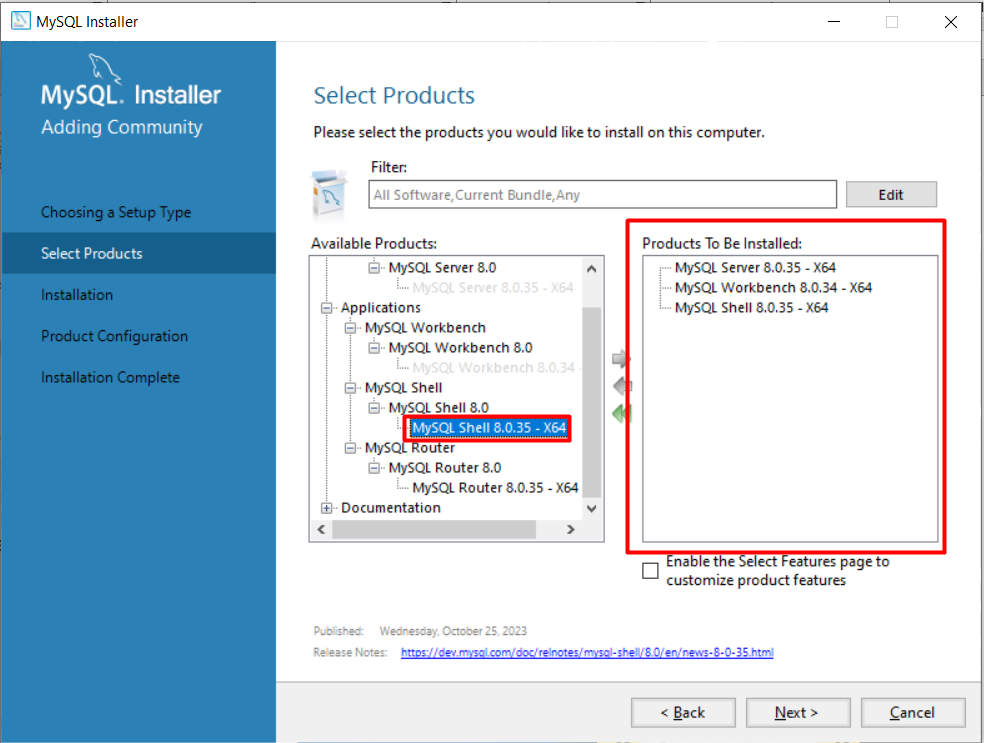 MySQL Installer
MySQL® Installer
Adding Community
Choosing a Setup Type
Select Products
Installation
Product Configuration
Installation Complete
Select Products
Please select the products you would like to install on this computer.
Filter:
All Software,Current Bundle,Any
Edit
Available Products:
MySQL Server 8.0
MySQL Server 8.0.35 - X64
Applications
MySQL Workbench
MySQL Workbench 8.0
MySQL Workbench 8.0.34 -
MySQL Shell
MySQL Shell 8.0
MySQL Shell 8.0.35 - X64
MySQL Router
MySQL Router 8.0
MySQL Router 8.0.35 - X64
Documentation
Products To Be Installed:
MySQL Server 8.0.35 - X64
MySQL Workbench 8.0.34 - X64
MySQL Shell 8.0.35 - X64
Enable the Select Features page to
customize product features
Published: Wednesday, October 25, 2023
Release Notes: https://dev.mysql.com/doc/relnotes/mysql-shell/8.0/en/news-8-0-35.html
< Back
Next >
Cancel